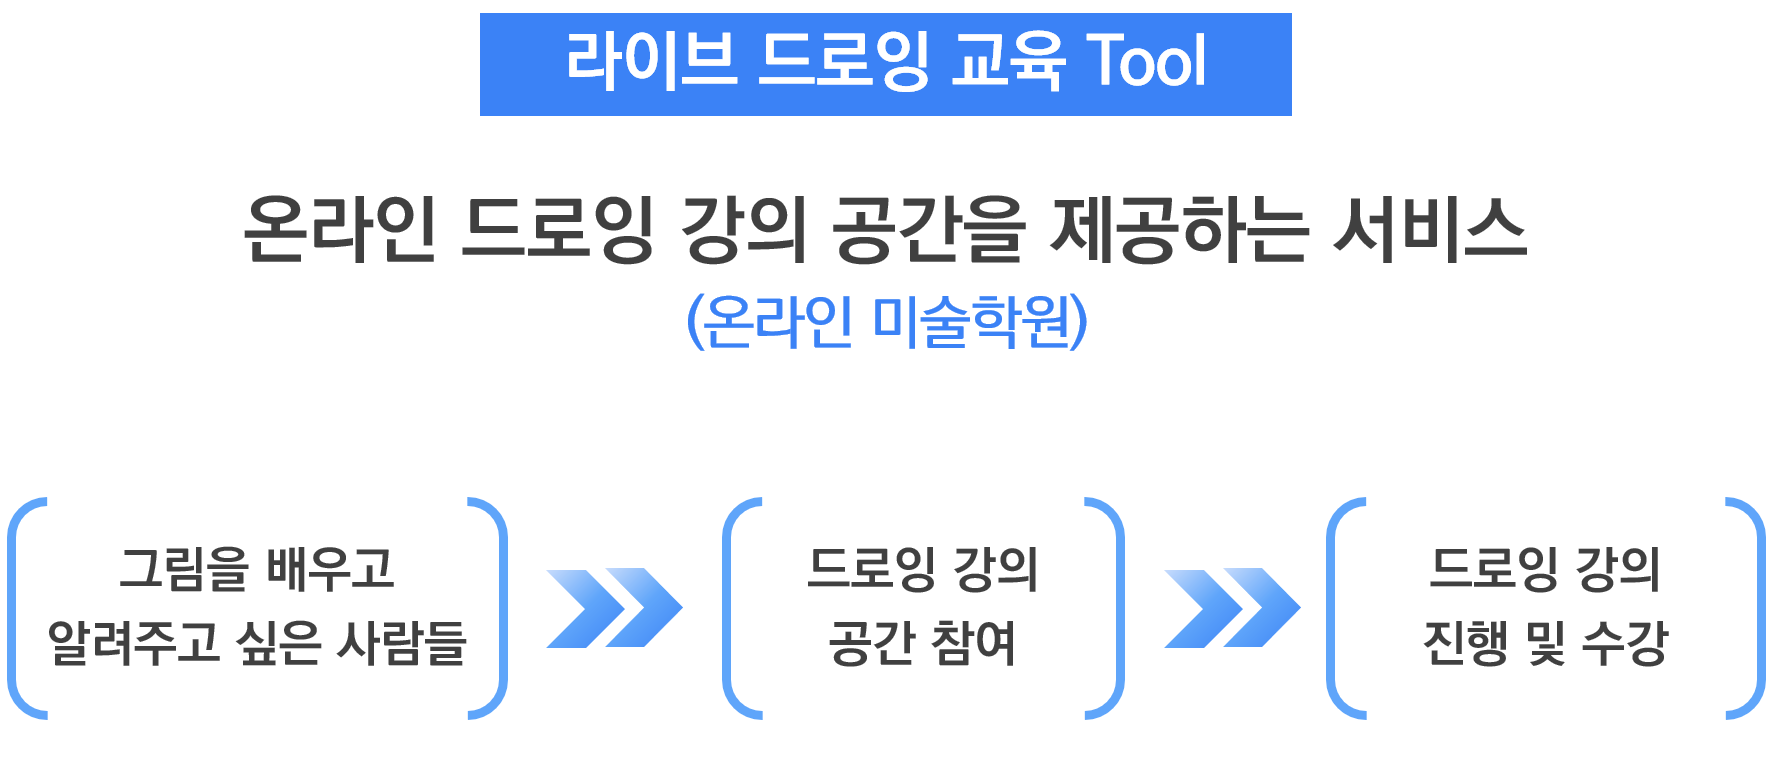 라이브 드로잉 교육 Tool
온라인 드로잉 강의 공간을 제공하는 서비스
(온라인 미술학원)
그림을 배우고
알려주고 싶은 사람들
드로잉 강의
공간 참여
드로잉 강의
진행 및 수강